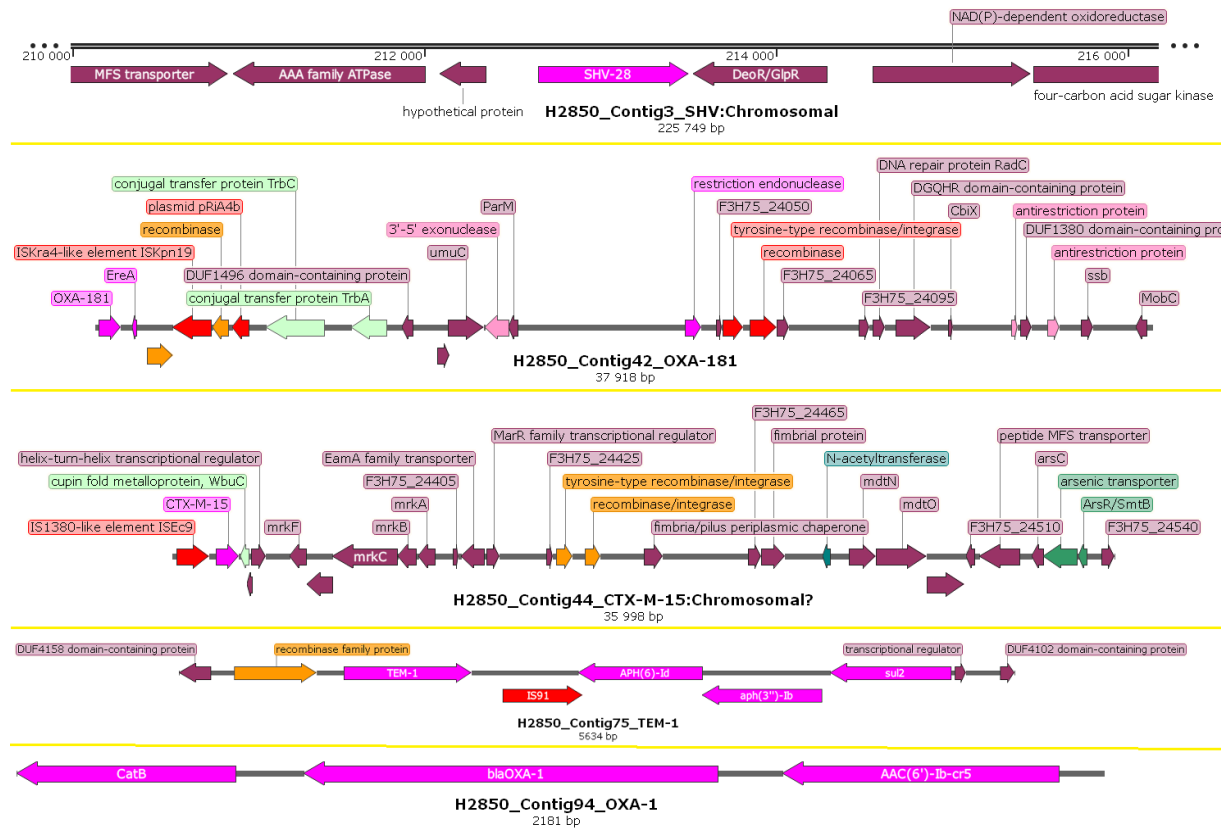 NAD(P)-dependent oxidoreductase
210 000 212 000 214 000 216 000
MFS transporter AAA family ATPase SHV-28 DeoR/GlpR
hypothetical protein four-carbon acid sugar kinase
H2850_Contig3_SHV:Chromosomal
225 749 bp
DNA repair protein RadC
conjugal transfer protein TrbC restriction endonuclease DGQHR domain-containing protein
plasmid pRiA4b ParM F3H75_24050 CbiX antirestriction protein
recombinase 3'-5' exonuclease tyrosine-type recombinase/integrase DUF1380 domain-containing pro
ISKra4-like element ISKpn19 umuC recombinase antirestriction protein
EreA DUF1496 domain-containing protein F3H75_24065 ssb
OXA-181 conjugal transfer protein TrbA F3H75_24095 MobC
H2850_Contig42_OXA-181
37 918 bp
F3H75_24465
MarR family transcriptional regulator fimbrial protein peptide MFS transporter
helix-turn-helix transcriptional regulator EamA family transporter F3H75_24425 N-acetyltransferase arsC
cupin fold metalloprotein, WbuC F3H75_24405 tyrosine-type recombinase/integrase mdtN arsenic transporter
CTX-M-15 mrkA recombinase/integrase mdtO ArsR/SmtB
IS1380-like element ISEc9 mrkF mrkB fimbria/pilus periplasmic chaperone F3H75_24510 F3H75_24540
mrkC
H2850_Contig44_CTX-M-15:Chromosomal?
35 998 bp
DUF4158 domain-containing protein recombinase family protein transcriptional regulator DUF4102 domain-containing protein
TEM-1 APH(6)-Id sul2
IS91 aph(3")-Ib
H2850_Contig75_TEM-1
5634 bp
CatB blaOXA-1 AAC(6')-Ib-cr5
H2850_Contig94_OXA-1
2181 bp